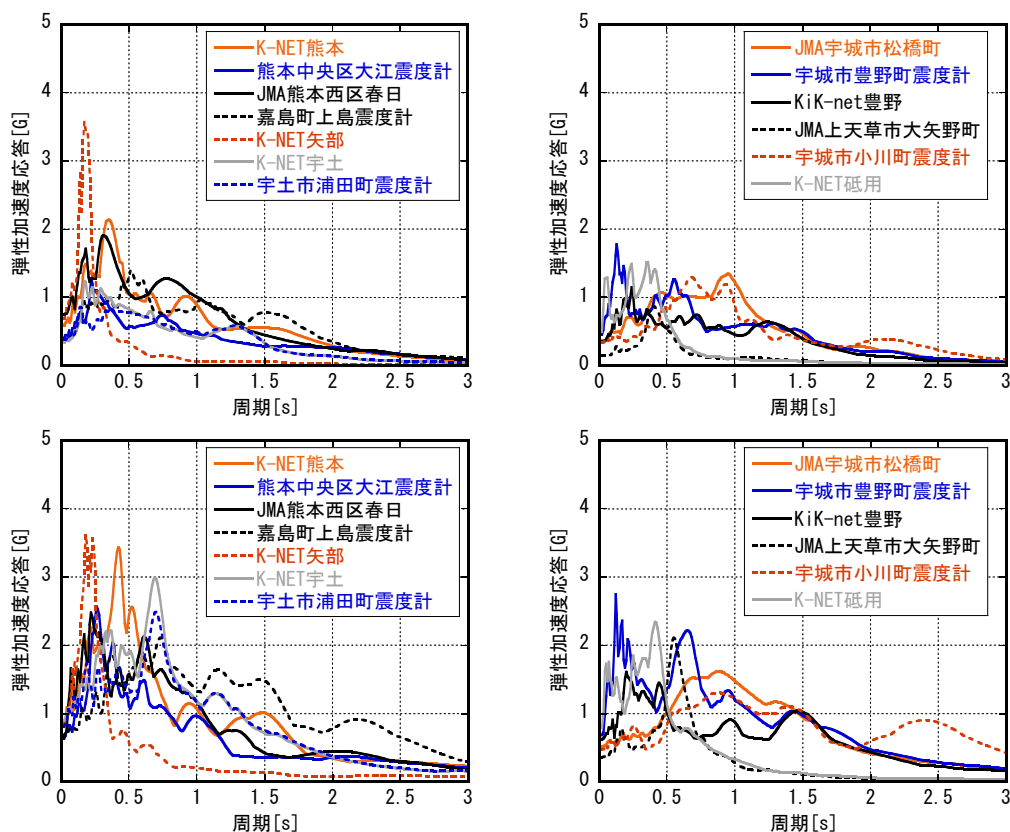 5
4
3
2
1
0
弾性加速度応答[G]
K-NET熊本
熊本中央区大江震度計
JMA熊本西区春日
嘉島町上島震度計
K-NET矢部
K-NET宇土
宇土市浦田町震度計
0 0.5 1 1.5 2 2.5 3
周期[s]
5
4
3
2
1
0
弾性加速度応答[G]
JMA宇城市松橋町
宇城市豊野町震度計
KiK-net豊野
JMA上天草市大矢野町
宇城市小川町震度計
K-NET砥用
0 0.5 1 1.5 2 2.5 3
周期[s]
5
4
3
2
1
0
弾性加速度応答[G]
K-NET熊本
熊本中央区大江震度計
JMA熊本西区春日
嘉島町上島震度計
K-NET矢部
K-NET宇土
宇土市浦田町震度計
0 0.5 1 1.5 2 2.5 3
周期[s]
5
4
3
2
1
0
弾性加速度応答[G]
JMA宇城市松橋町
宇城市豊野町震度計
KiK-net豊野
JMA上天草市大矢野町
宇城市小川町震度計
K-NET砥用
0 0.5 1 1.5 2 2.5 3
周期[s]